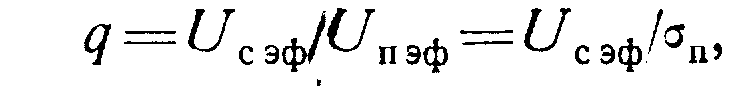 q = U с эф/U п эф = U с эф/σп,